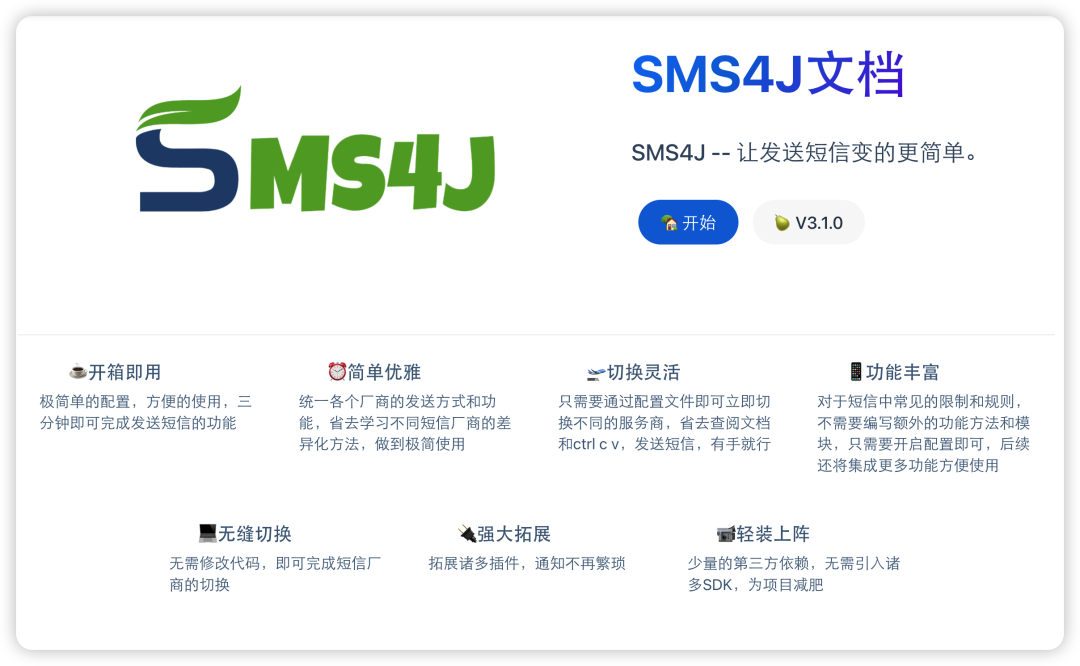 SMS4J
SMS4J文档
SMS4J -- 让发送短信变的更简单。
开始
V3.1.0
开箱即用
极简单的配置，方便的使用，三
分钟即可完成发送短信的功能
简单优雅
统一各个厂商的发送方式和功
能，省去学习不同短信厂商的差
异化方法，做到极简使用
切换灵活
只需要通过配置文件即可立即切
换不同的服务商，省去查阅文档
和ctrl c v，发送短信，有手就行
功能丰富
对于短信中常见的限制和规则，
不需要编写额外的功能方法和模
块，只需要开启配置即可，后续
还将集成更多功能方便使用
无缝切换
无需修改代码，即可完成短信厂
商的切换
强大拓展
拓展诸多插件，通知不再繁琐
轻装上阵
少量的第三方依赖，无需引入诸
多SDK，为项目减肥